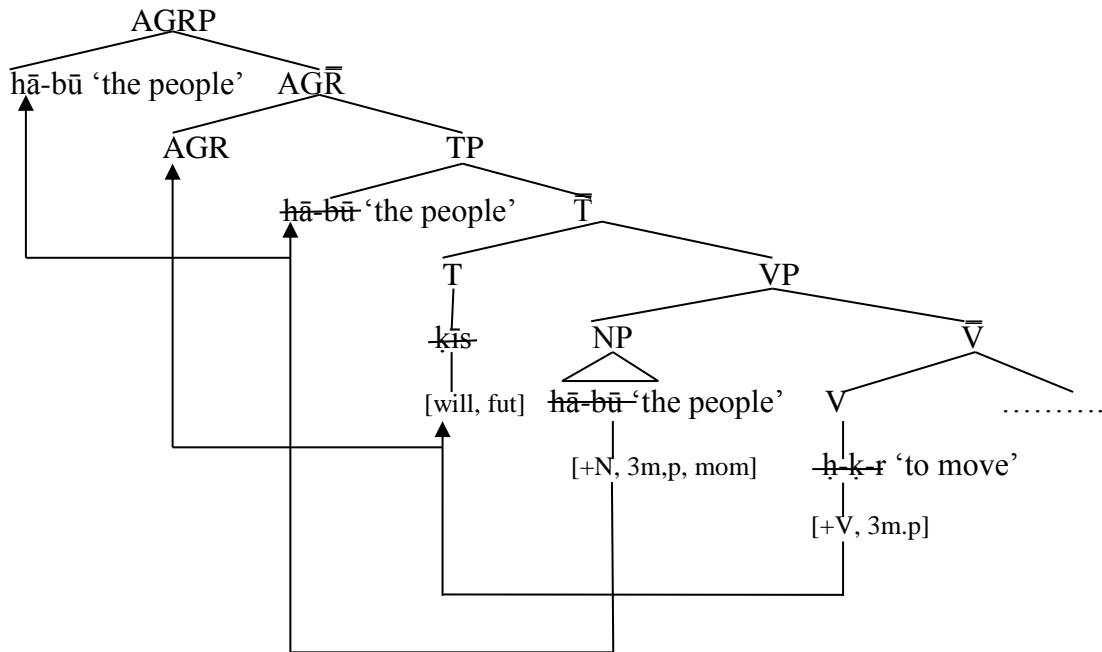 AGRP
hā-bū ‘the people’ AGR̿
AGR TP
hā-bū ‘the people’ T̿
T VP
ḳīs NP V̿
[will, fut] hā-bū ‘the people’ V ………..
[+N, 3m,p, mom] ḥ-ḳ-r ‘to move’
[+V, 3m.p]